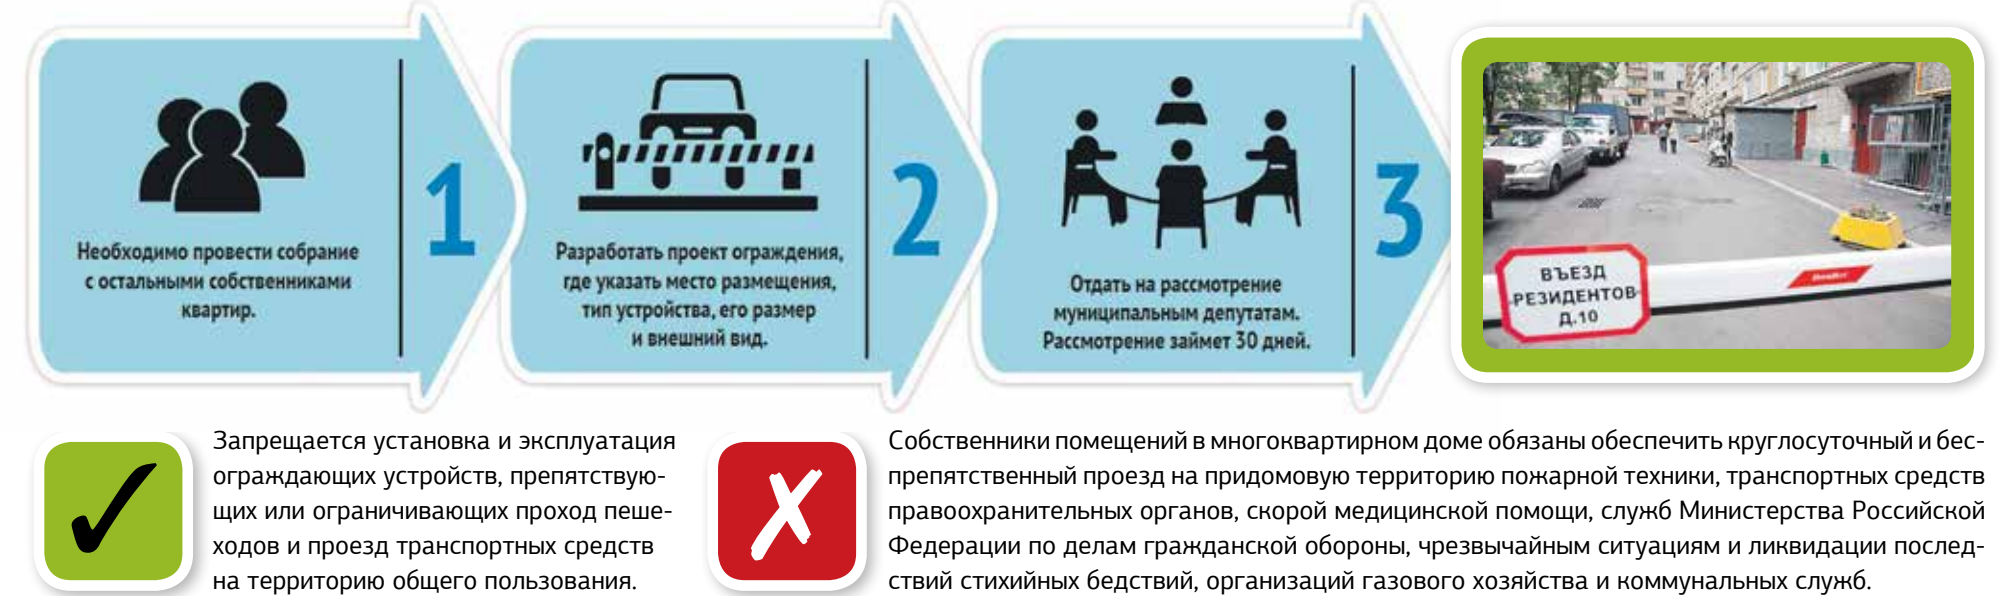 Необходимо провести собрание
с остальными собственниками
квартир.
1
Разработать проект ограждения,
где указать место размещения,
тип устройства, его размер
и внешний вид.
2
Отдать на рассмотрение
муниципальным депутатам.
Рассмотрение займет 30 дней.
3
ВЪЕЗД
РЕЗИДЕНТОВ
Д.10
Запрещается установка и эксплуатация
ограждающих устройств, препятствую-
щих или ограничивающих проход пеше-
ходов и проезд транспортных средств
на территорию общего пользования.
Собственники помещений в многоквартирном доме обязаны обеспечить круглосуточный и бес-
препятственный проезд на придомовую территорию пожарной техники, транспортных средств
правоохранительных органов, скорой медицинской помощи, служб Министерства Российской
Федерации по делам гражданской обороны, чрезвычайным ситуациям и ликвидации послед-
ствий стихийных бедствий, организаций газового хозяйства и коммунальных служб.